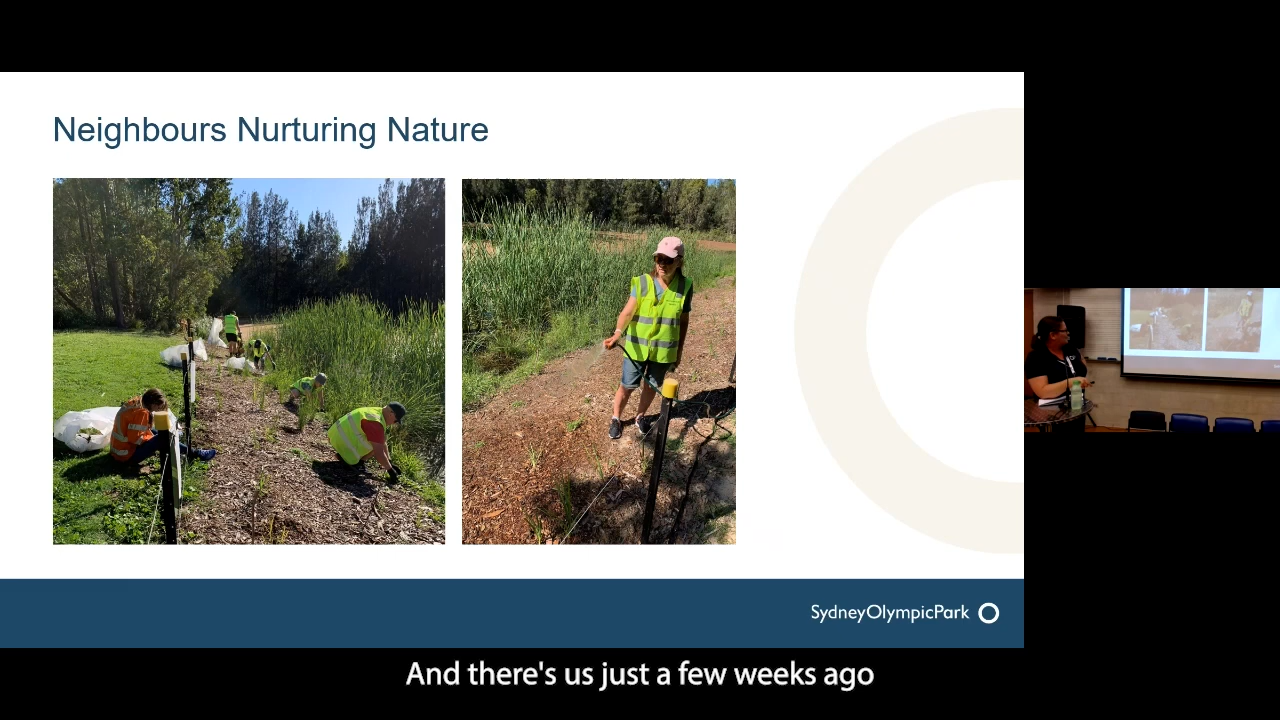 Neighbours Nurturing Nature
SydneyOlympicPark
And there's us just a few weeks ago